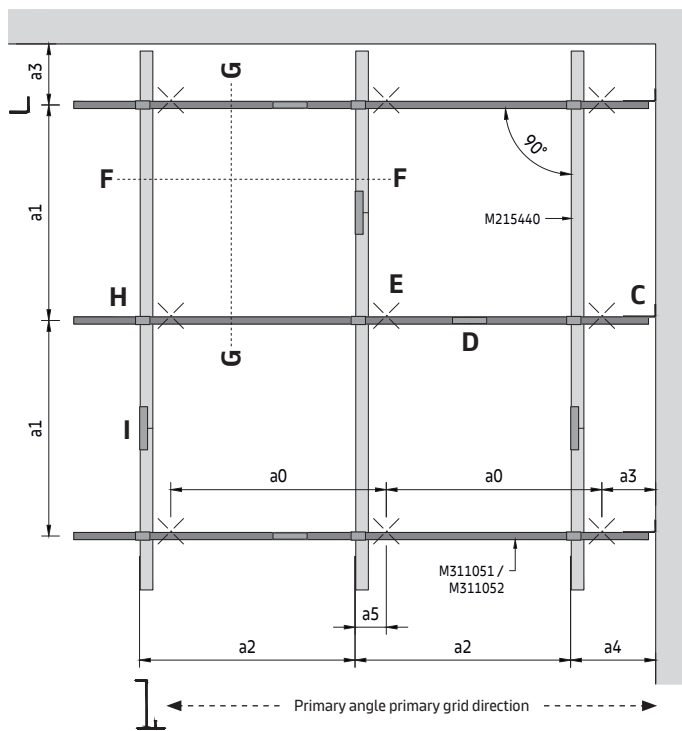 G
a3
90°
F
F
a1
M215440
H
E
C
D
G
a1
I
a0
a0
a3
M311051 /
M311052
a5
a2
a2
a4
Primary angle primary grid direction